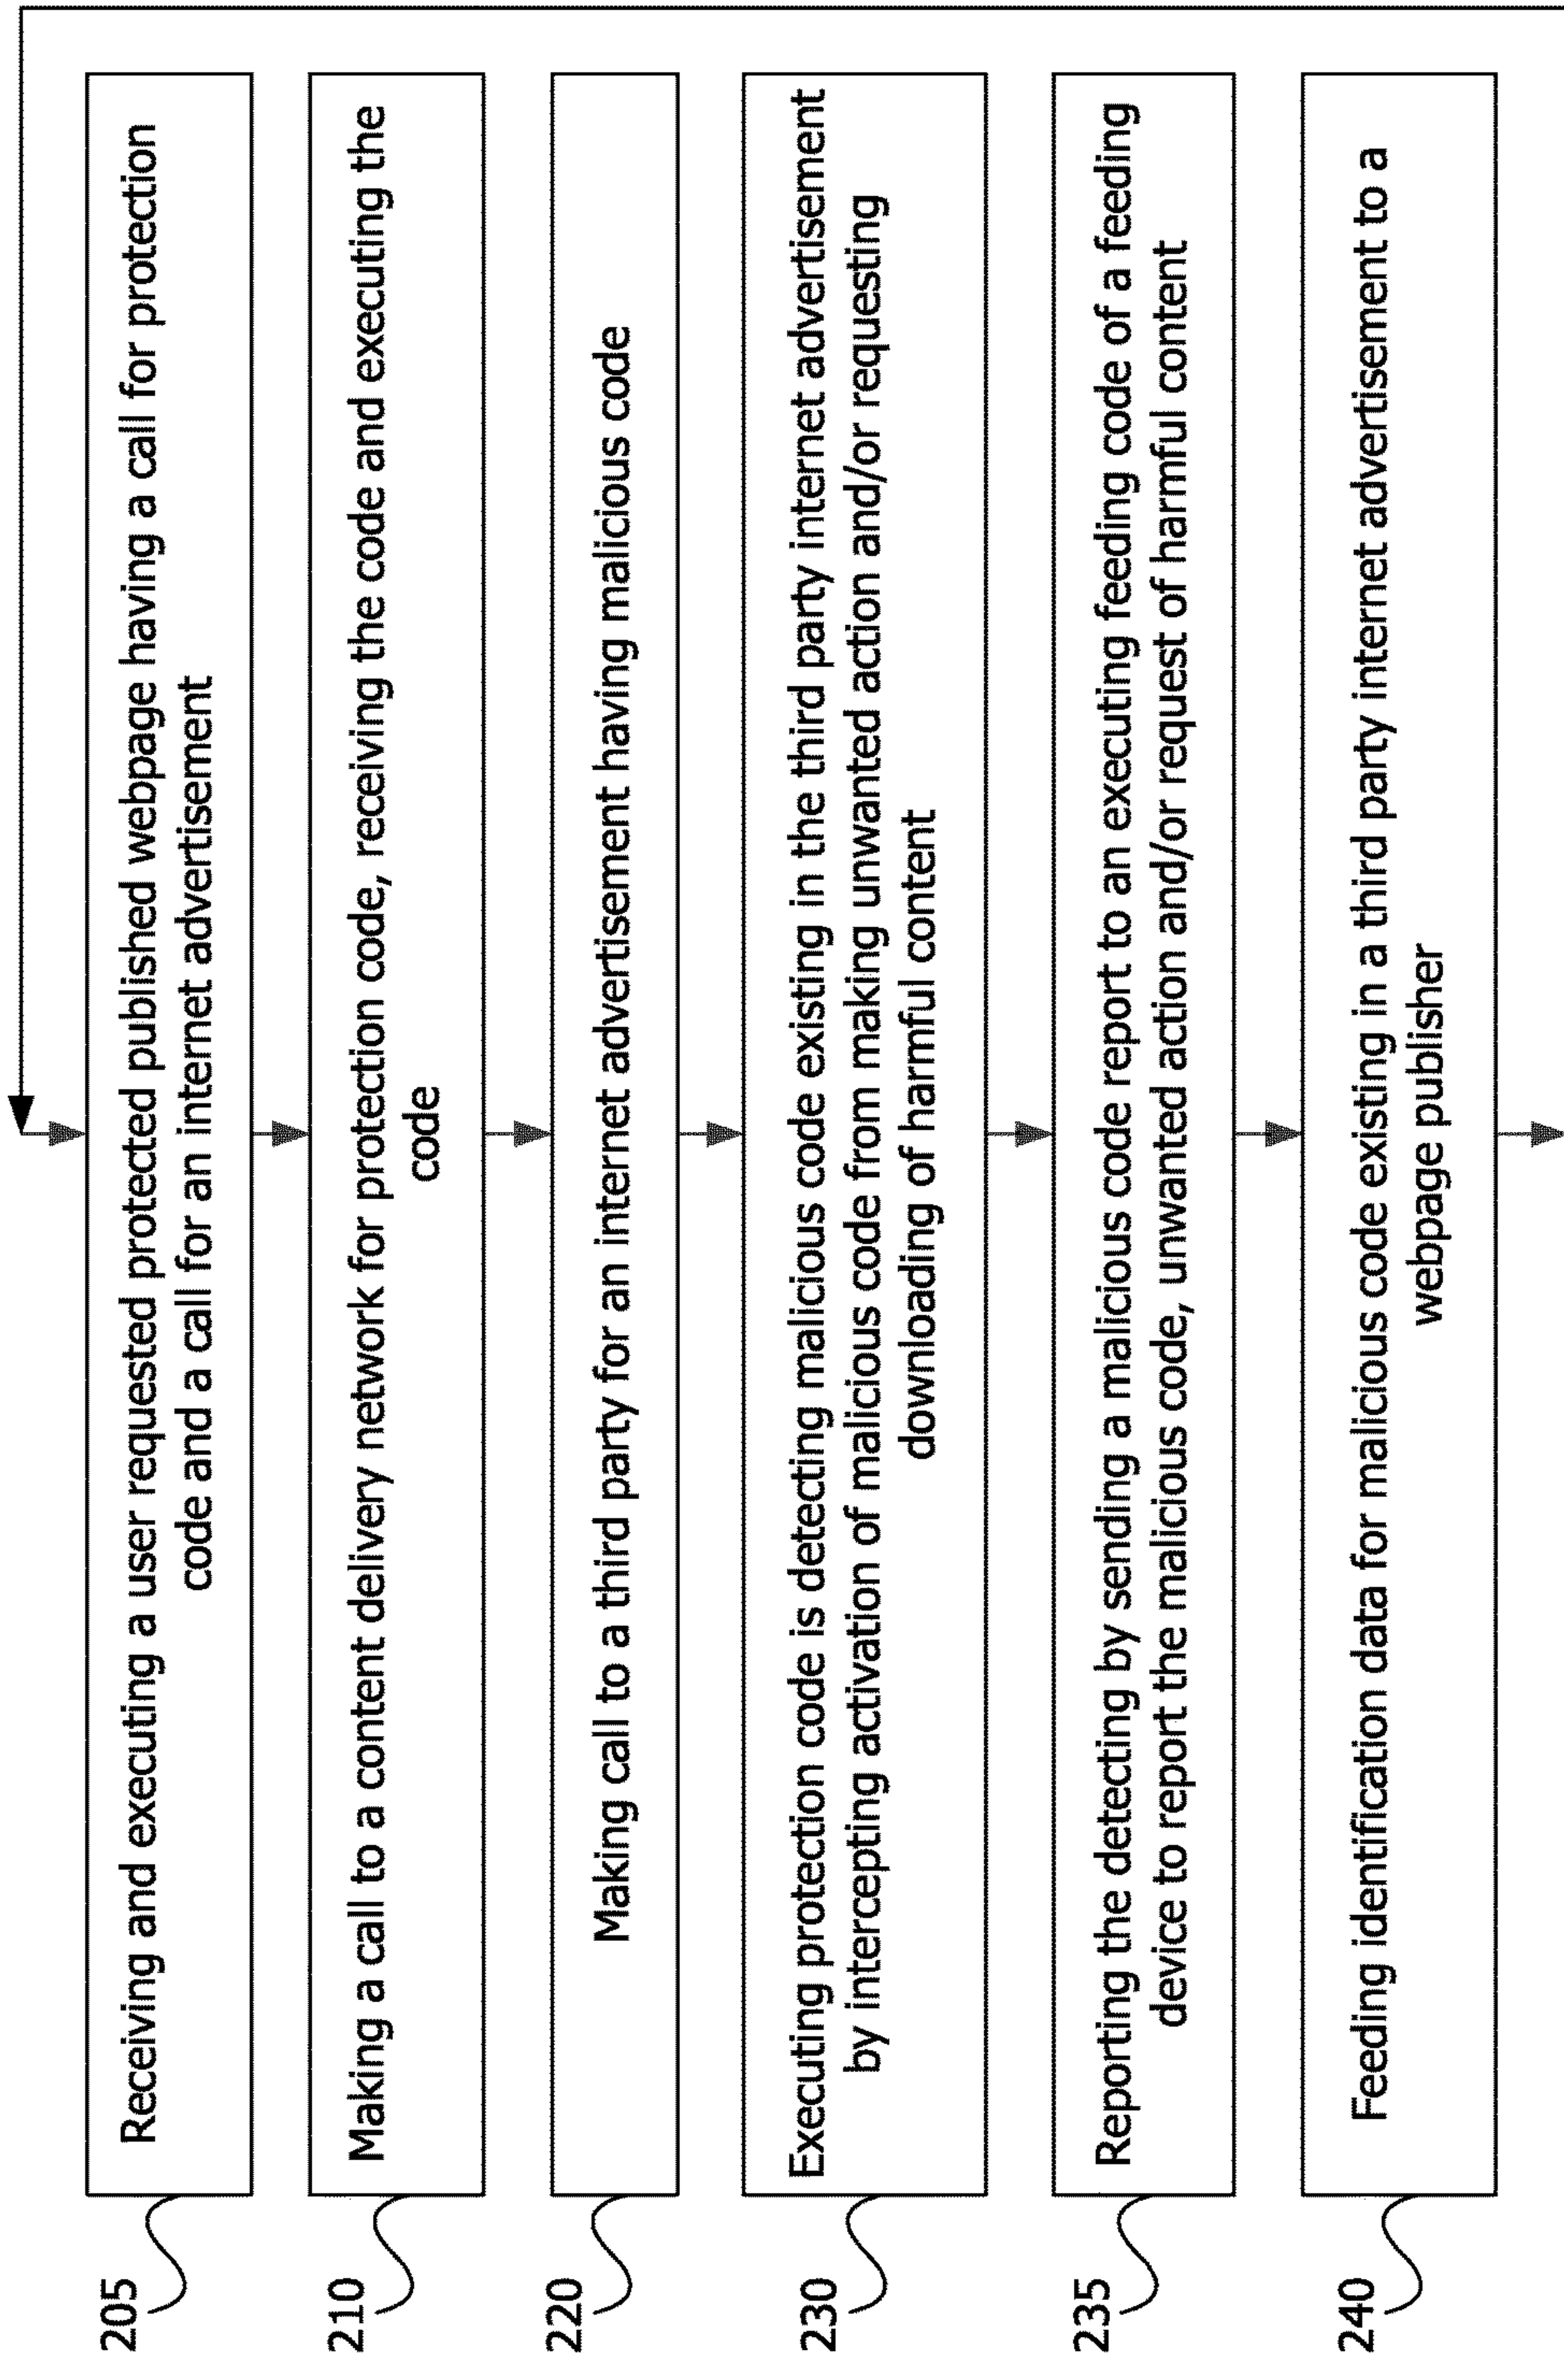 205
Receiving and executing a user requested protected published webpage having a call for protection
code and a call for an internet advertisement
210
Making a call to a content delivery network for protection code, receiving the code and executing the
code
220
Making call to a third party for an internet advertisement having malicious code
230
Executing protection code is detecting malicious code existing in the third party internet advertisement
by intercepting activation of malicious code from making unwanted action and/or requesting
downloading of harmful content
235
Reporting the detecting by sending a malicious code report to an executing feeding code of a feeding
device to report the malicious code, unwanted action and/or request of harmful content
240
Feeding identification data for malicious code existing in a third party internet advertisement to a
webpage publisher